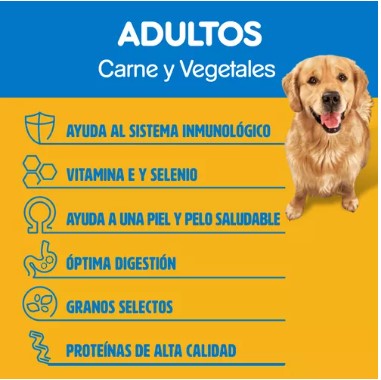 ADULTOS
Carne y Vegetales
AYUDA AL SISTEMA INMUNOLÓGICO
VITAMINA E Y SELENIO
AYUDA A UNA PIEL Y PELO SALUDABLE
ÓPTIMA DIGESTIÓN
GRANOS SELECTOS
PROTEÍNAS DE ALTA CALIDAD